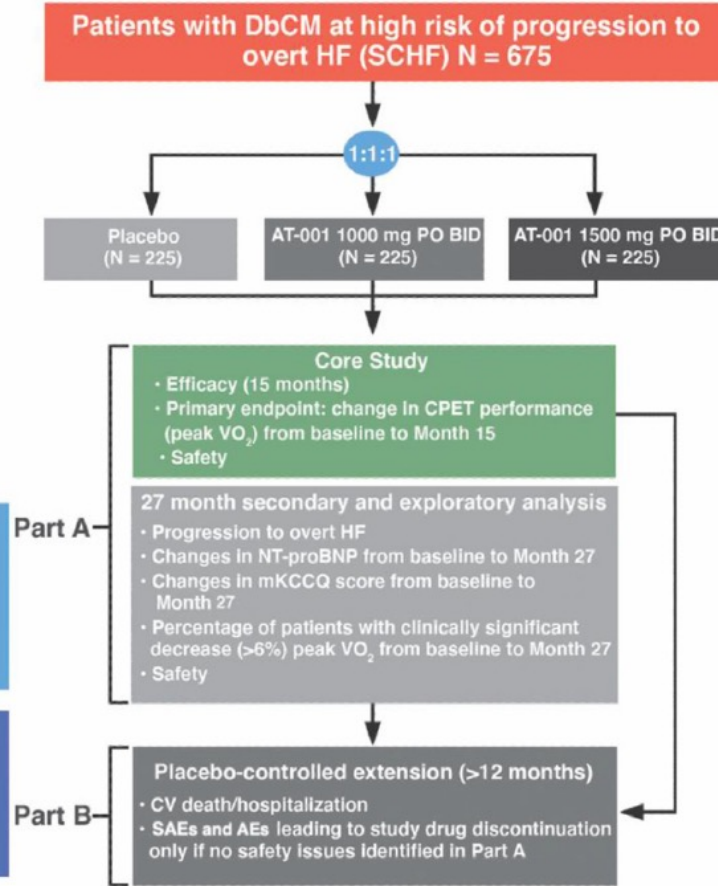 Patients with DbCM at high risk of progression to
overt HF (SCHF) N = 675
1:1:1
Placebo
(N = 225)
AT-001 1000 mg PO BID
(N = 225)
AT-001 1500 mg PO BID
(N = 225)
Part A
Core Study
· Efficacy (15 months)
· Primary endpoint: change in CPET performance
(peak VO₂) from baseline to Month 15
· Safety
27 month secondary and exploratory analysis
· Progression to overt HF
· Changes in NT-proBNP from baseline to Month 27
· Changes in mKCCQ score from baseline to
Month 27
· Percentage of patients with clinically significant
decrease (>6%) peak VO₂ from baseline to Month 27
· Safety
Part B
Placebo-controlled extension (>12 months)
· CV death/hospitalization
· SAEs and AEs leading to study drug discontinuation
only if no safety issues identified in Part A